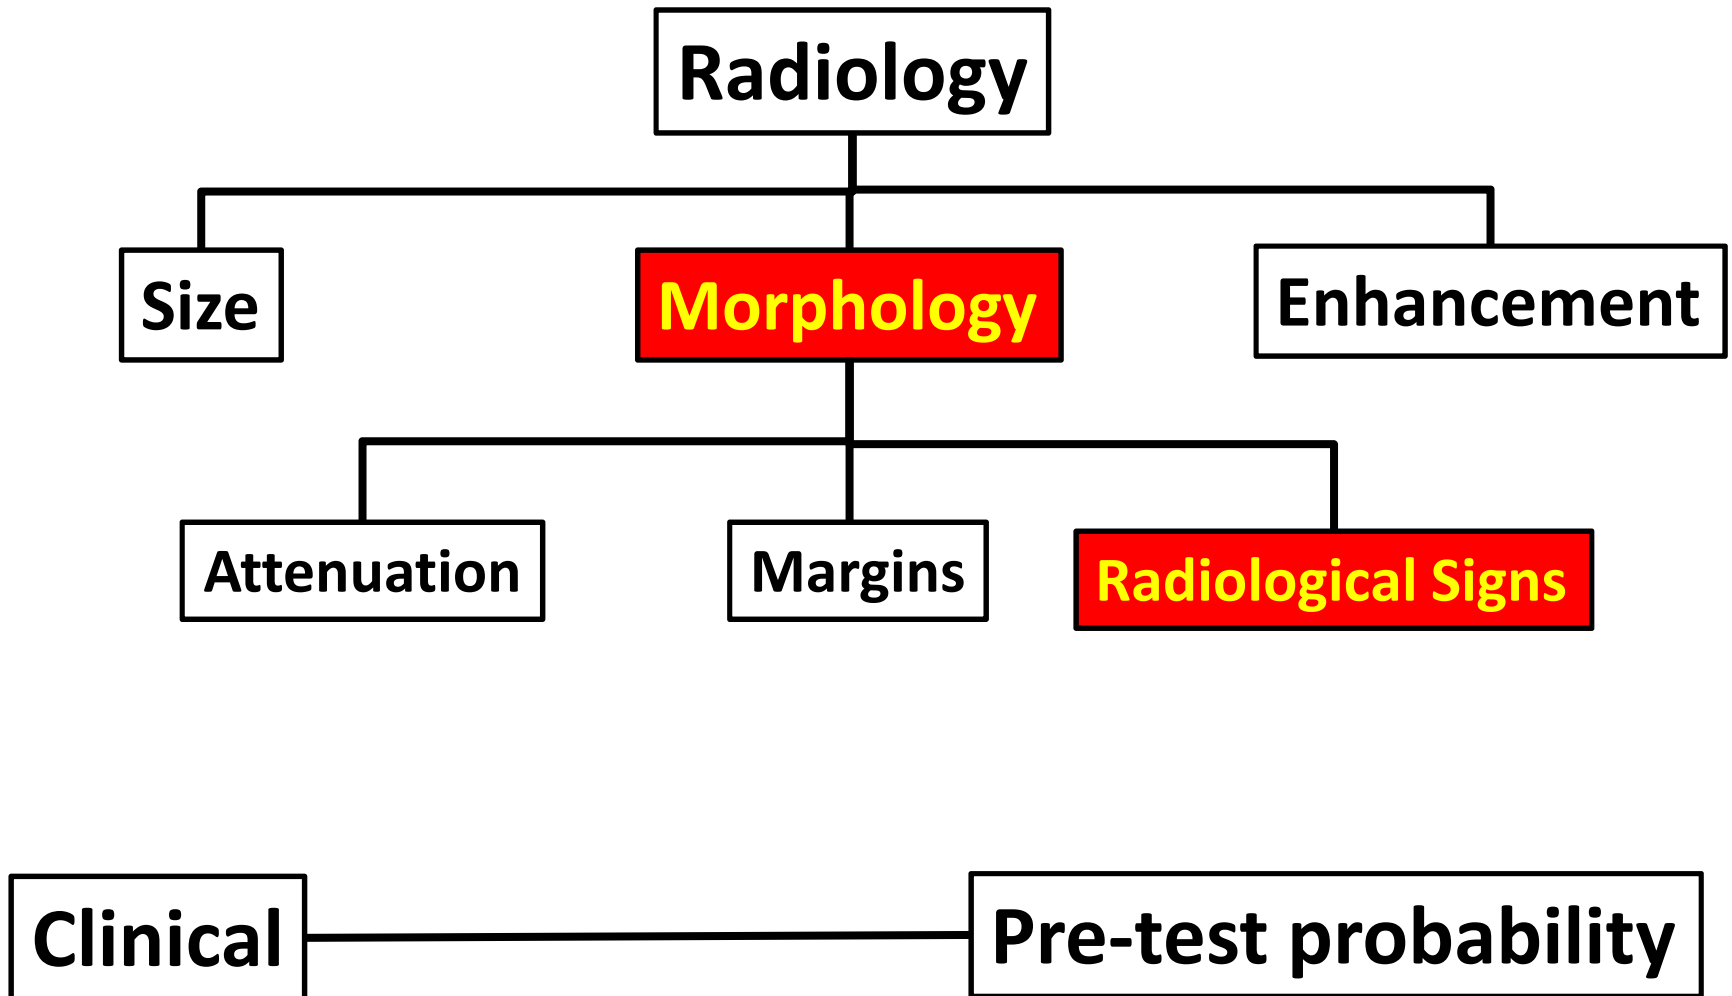 Radiology
Size
Morphology
Enhancement
Attenuation
Margins
Radiological Signs
Clinical
Pre-test probability